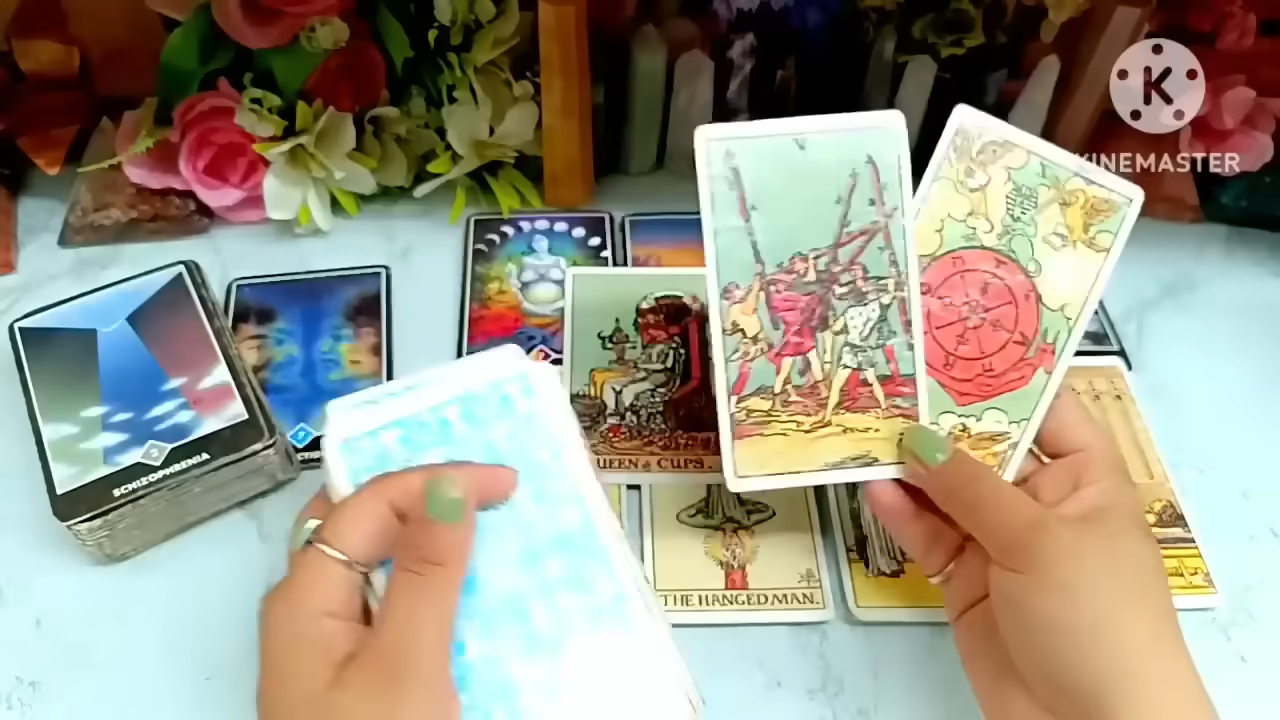 K
KINEMASTER
V
QUEEN of CUPS.
SCHIZOPHRENIA
THE HANGED MAN.